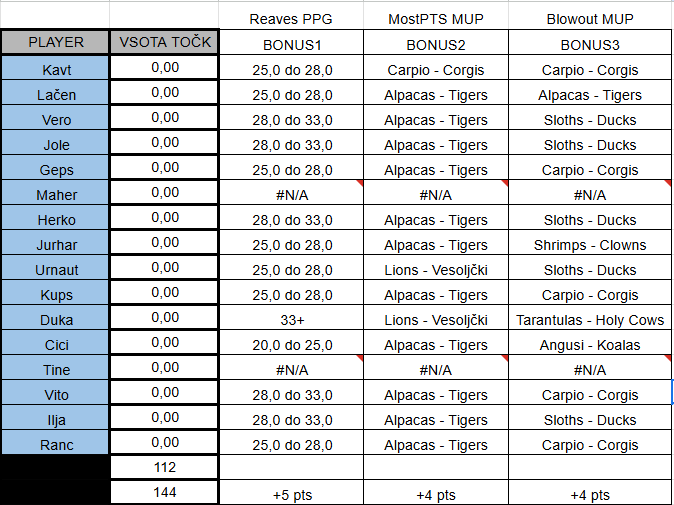 Reaves PPG MostPTS MUP Blowout MUP
PLAYER VSOTA TOČK BONUS1 BONUS2 BONUS3
Kavt 0,00 25,0 do 28,0 Carpio - Corgis Carpio - Corgis
Lačen 0,00 25,0 do 28,0 Alpacas - Tigers Alpacas - Tigers
Vero 0,00 28,0 do 33,0 Alpacas - Tigers Sloths - Ducks
Jole 0,00 28,0 do 33,0 Alpacas - Tigers Sloths - Ducks
Geps 0,00 25,0 do 28,0 Alpacas - Tigers Carpio - Corgis
Maher 0,00 #N/A #N/A #N/A
Herko 0,00 28,0 do 33,0 Alpacas - Tigers Sloths - Ducks
Jurhar 0,00 25,0 do 28,0 Alpacas - Tigers Shrimps - Clowns
Urnaut 0,00 25,0 do 28,0 Lions - Vesoljčki Sloths - Ducks
Kups 0,00 25,0 do 28,0 Alpacas - Tigers Carpio - Corgis
Duka 0,00 33+ Lions - Vesoljčki Tarantulas - Holy Cows
Cici 0,00 20,0 do 25,0 Alpacas - Tigers Angusi - Koalas
Tine 0,00 #N/A #N/A #N/A
Vito 0,00 28,0 do 33,0 Alpacas - Tigers Carpio - Corgis
Ilja 0,00 28,0 do 33,0 Alpacas - Tigers Sloths - Ducks
Ranc 0,00 25,0 do 28,0 Alpacas - Tigers Carpio - Corgis
112
144 +5 pts +4 pts +4 pts